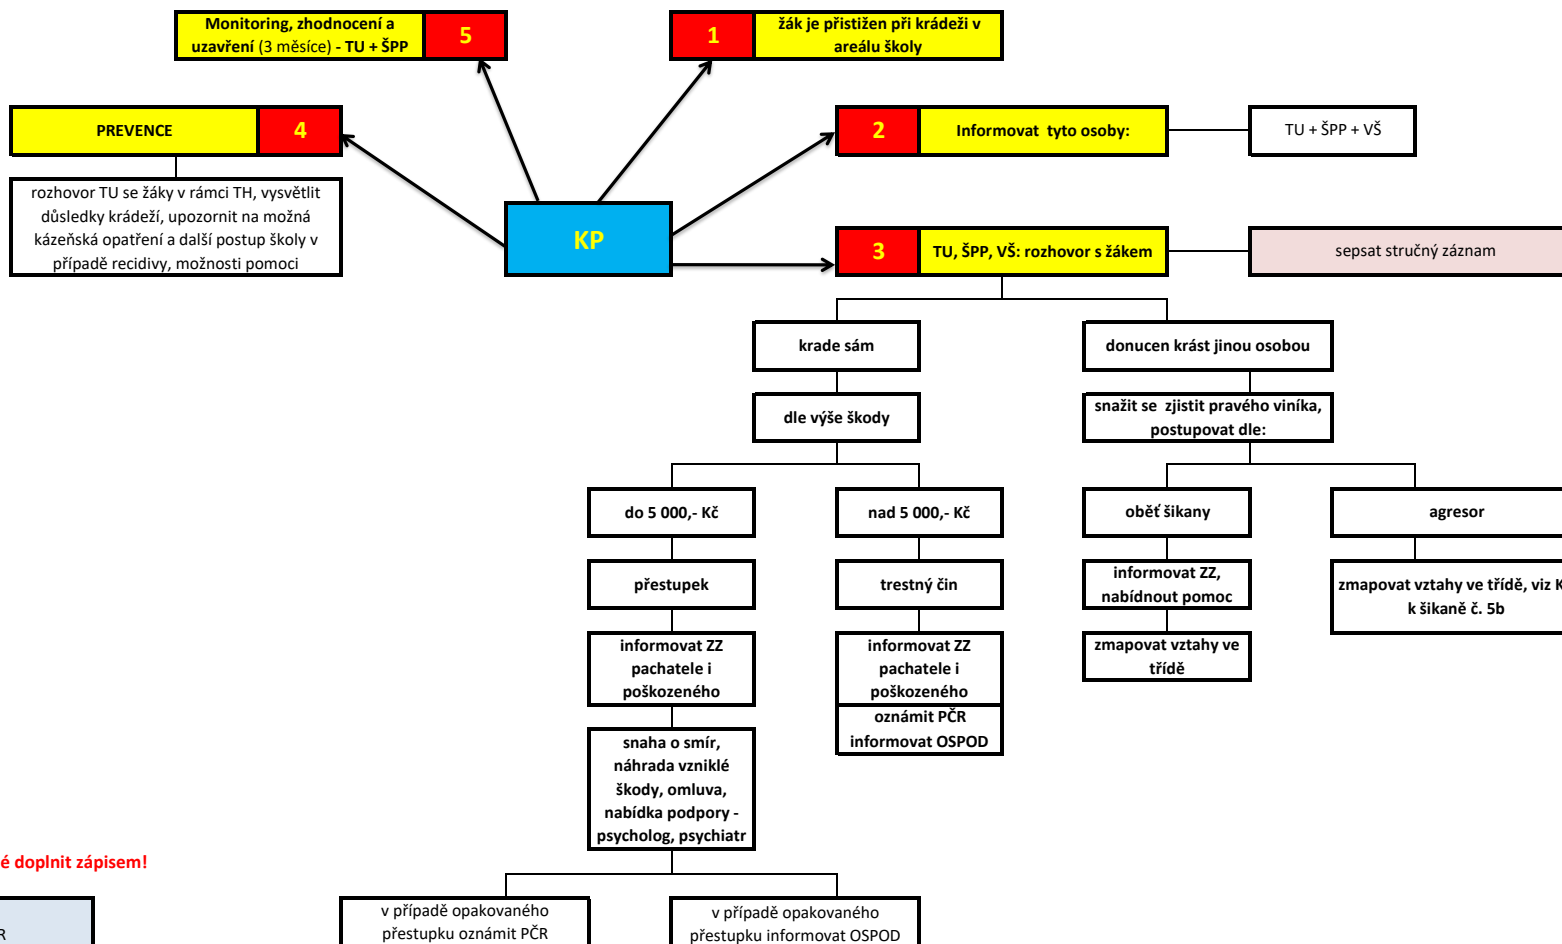 Monitoring, zhodnocení a
uzavření (3 měsíce) - TU + ŠPP
5
1
žák je přistižen při krádeži v
areálu školy
PREVENCE
4
2
Informovat tyto osoby:
TU + ŠPP + VŠ
rozhovor TU se žáky v rámci TH, vysvětlit
důsledky krádeží, upozornit na možná
kázeňská opatření a další postup školy v
případě recidivy, možnosti pomoci
KP
3
TU, ŠPP, VŠ: rozhovor s žákem
sepsat stručný záznam
krade sám
donucen krást jinou osobou
dle výše škody
snažit se zjistit pravého viníka,
postupovat dle:
do 5 000,- Kč
nad 5 000,- Kč
oběť šikany
agresor
přestupek
trestný čin
informovat ZZ,
nabídnout pomoc
zmapovat vztahy ve třídě, viz K
k šikaně č. 5b
informovat ZZ
pachatele i
poškozeného
informovat ZZ
pachatele i
poškozeného
zmapovat vztahy ve
třídě
oznámit PČR
informovat OSPOD
snaha o smír,
náhrada vzniklé
škody, omluva,
nabídka podpory -
psycholog, psychiatr
é doplnit zápisem!
R
v případě opakovaného
přestupku oznámit PČR
v případě opakovaného
přestupku informovat OSPOD